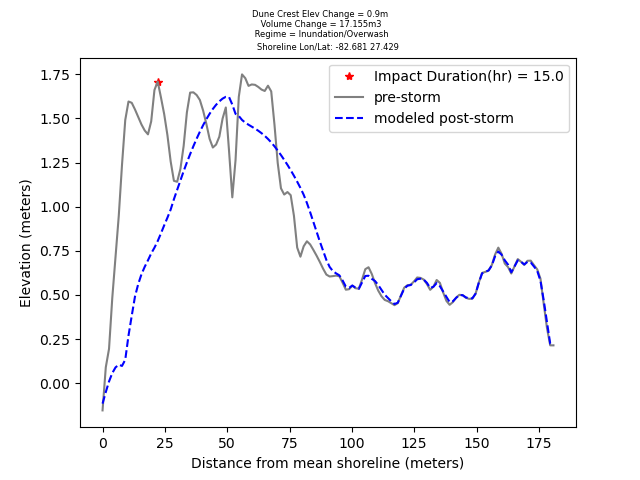 Dune Crest Elev Change = 0.9m
Volume Change = 17.155m3
Regime = Inundation/Overwash
Shoreline Lon/Lat: -82.681 27.429
Impact Duration(hr) = 15.0
pre-storm
modeled post-storm
Elevation (meters)
1.75
1.50
1.25
1.00
0.75
0.50
0.25
0.00
0 25 50 75 100 125 150 175
Distance from mean shoreline (meters)